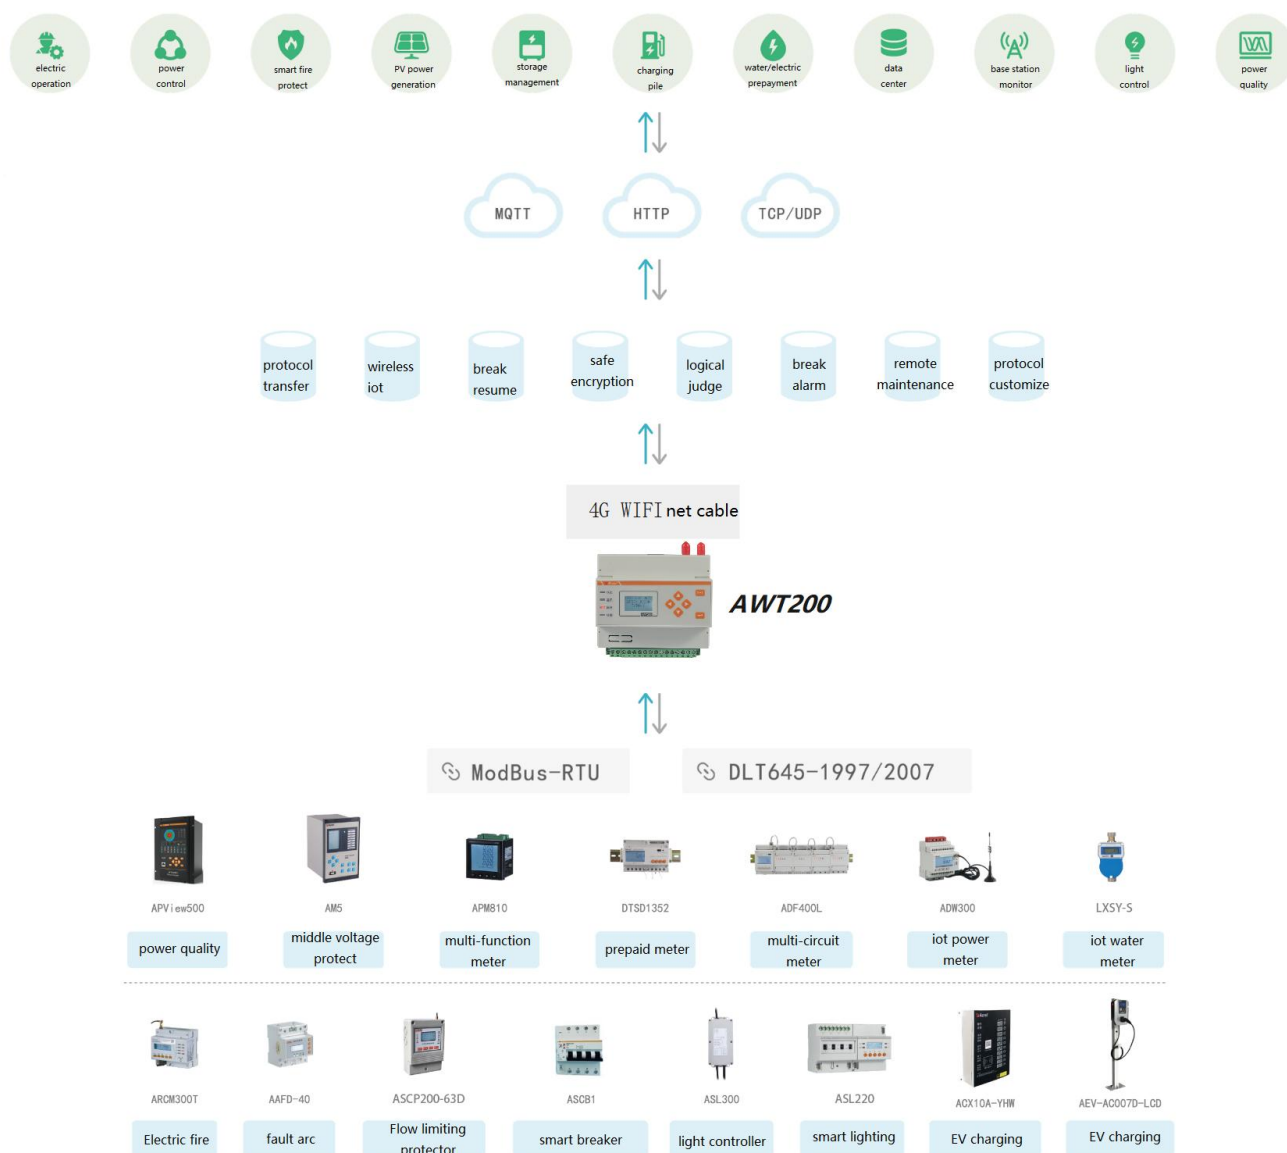 electric
operation
power
control
smart fire
protect
PV power
generation
storage
management
charging
pile
water/electric
prepayment
data
center
base station
monitor
light
control
power
quality
MQTT
HTTP
TCP/UDP
protocol
transfer
wireless
iot
break
resume
safe
encryption
logical
judge
break
alarm
remote
maintenance
protocol
customize
4G WIFI net cable
AWT200
ModBus-RTU
DLT645-1997/2007
APView500
AM5
APM810
DTSD1352
ADF400L
ADW300
LXSY-S
power quality
middle voltage
protect
multi-function
meter
prepaid meter
multi-circuit
meter
iot power
meter
iot water
meter
ARCM300T
AAFD-40
ASCP200-63D
ASCB1
ASL300
ASL220
ACX10A-YHW
AEV-AC007D-LCD
Electric fire
fault arc
Flow limiting
protector
smart breaker
light controller
smart lighting
EV charging
EV charging